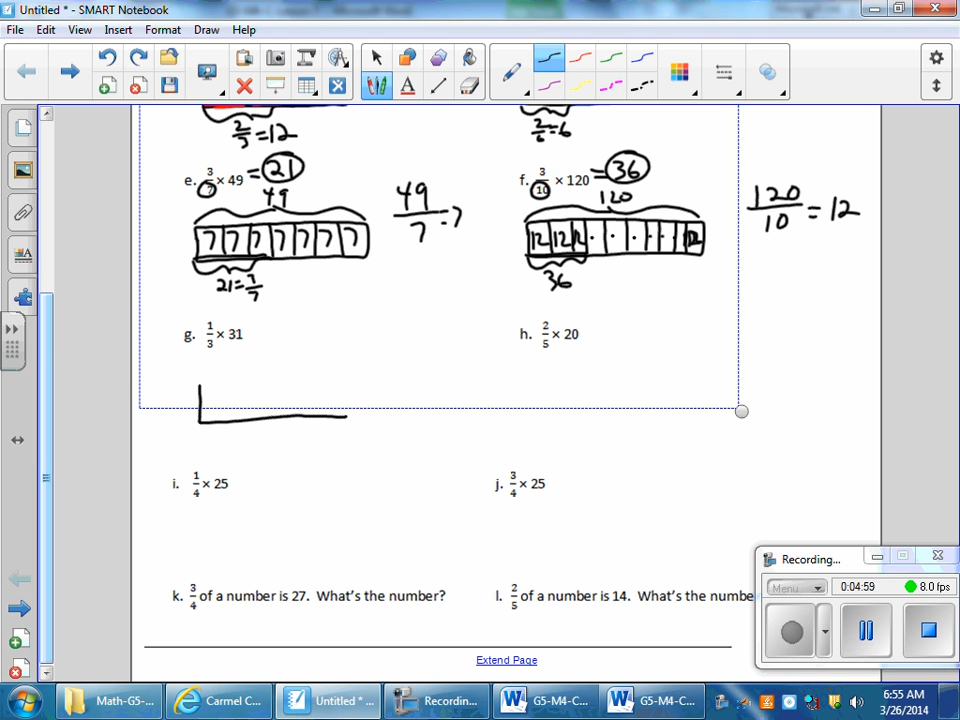 Untitled * - SMART Notebook
File Edit View Insert Format Draw Help
2/3 = 12
2/6 = 6
e. 3/7 × 49 = 21
49
49/7 = 7
7 7 7 7 7 7 7
21 = 3/7
f. 3/10 × 120 = 36
120
120/10 = 12
12 12 12 12
36
g. 1/3 × 31
h. 2/5 × 20
i. 1/4 × 25
j. 3/4 × 25
k. 3/4 of a number is 27. What's the number?
l. 2/5 of a number is 14. What's the numbe
Extend Page
Recording...
Menu
0:04:59
8.0 fps
Math-G5-...
Carmel C...
Untitled * ...
Recordin...
G5-M4-C...
G5-M4-C...
6:55 AM
3/26/2014